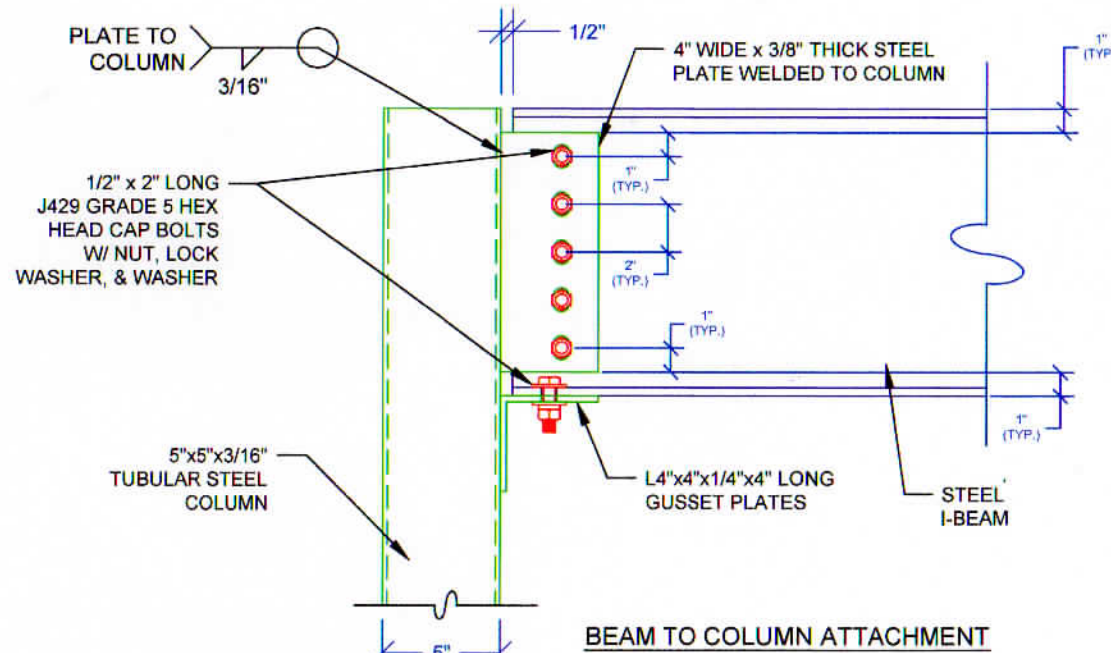 PLATE TO
COLUMN
3/16"
1/2"
4" WIDE x 3/8" THICK STEEL
PLATE WELDED TO COLUMN
1"
(TYP
1/2" x 2" LONG
J429 GRADE 5 HEX
HEAD CAP BOLTS
W/ NUT, LOCK
WASHER, & WASHER
1"
(TYP.)
2"
(TYP.)
1"
(TYP.)
1"
(TYP.)
5"x5"x3/16"
TUBULAR STEEL
COLUMN
L4"x4"x1/4"x4" LONG
GUSSET PLATES
STEEL
I-BEAM
5"
BEAM TO COLUMN ATTACHMENT